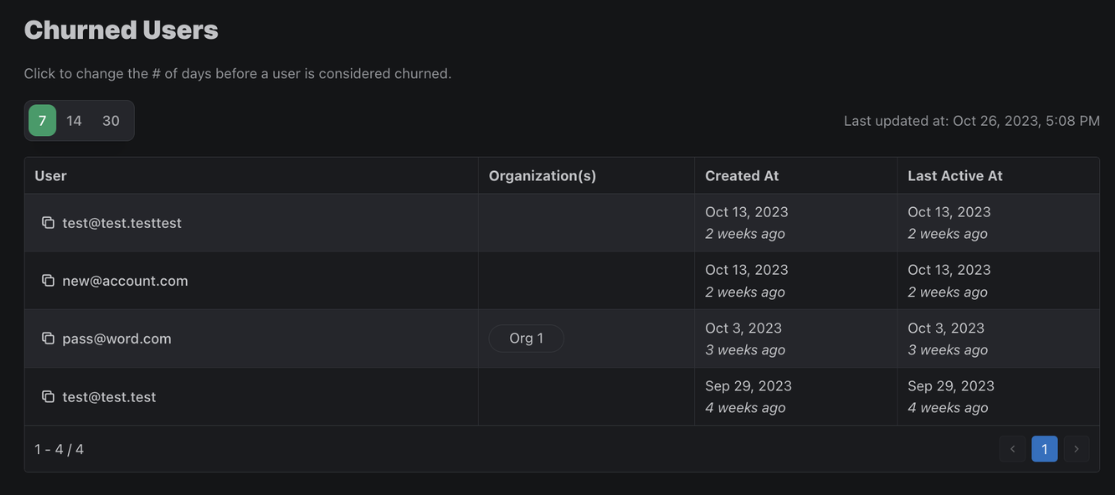 Churned Users
Click to change the # of days before a user is considered churned.
7 14 30
Last updated at: Oct 26, 2023, 5:08 PM
User Organization(s) Created At Last Active At
test@test.testtest Oct 13, 2023 Oct 13, 2023
2 weeks ago 2 weeks ago
new@account.com Oct 13, 2023 Oct 13, 2023
2 weeks ago 2 weeks ago
pass@word.com Org 1 Oct 3, 2023 Oct 3, 2023
3 weeks ago 3 weeks ago
test@test.test Sep 29, 2023 Sep 29, 2023
4 weeks ago 4 weeks ago
1 - 4 / 4 1